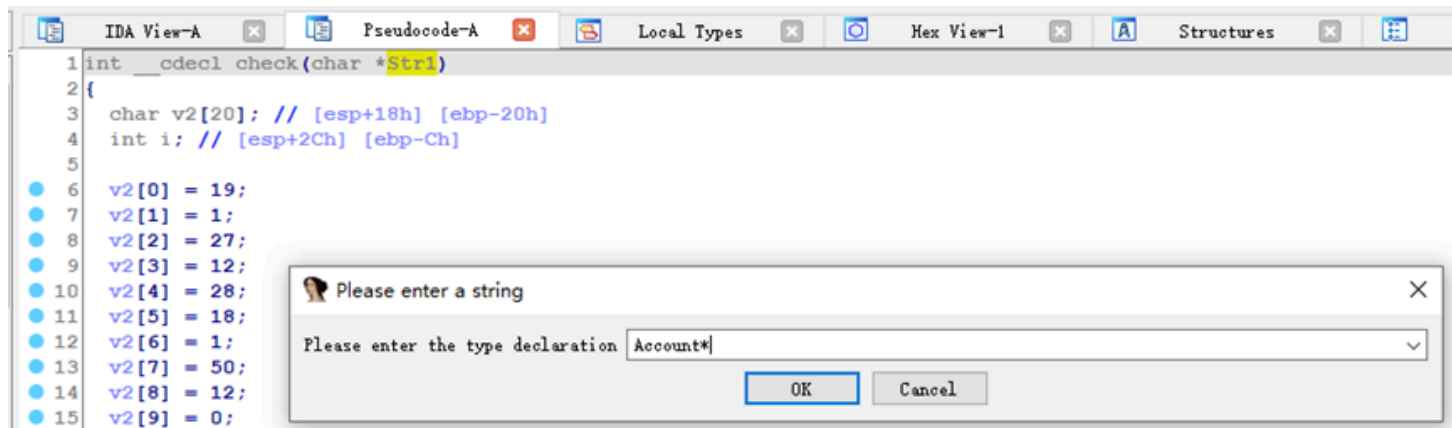 IDA View-A Pseudocode-A Local Types Hex View-1 Structures
1 int __cdecl check(char *Str1)
2 {
3 char v2[20]; // [esp+18h] [ebp-20h]
4 int i; // [esp+2Ch] [ebp-Ch]
5
6 v2[0] = 19;
7 v2[1] = 1;
8 v2[2] = 27;
9 v2[3] = 12;
10 v2[4] = 28;
11 v2[5] = 18;
12 v2[6] = 1;
13 v2[7] = 50;
14 v2[8] = 12;
15 v2[9] = 0;
Please enter a string
Please enter the type declaration Account*
OK Cancel